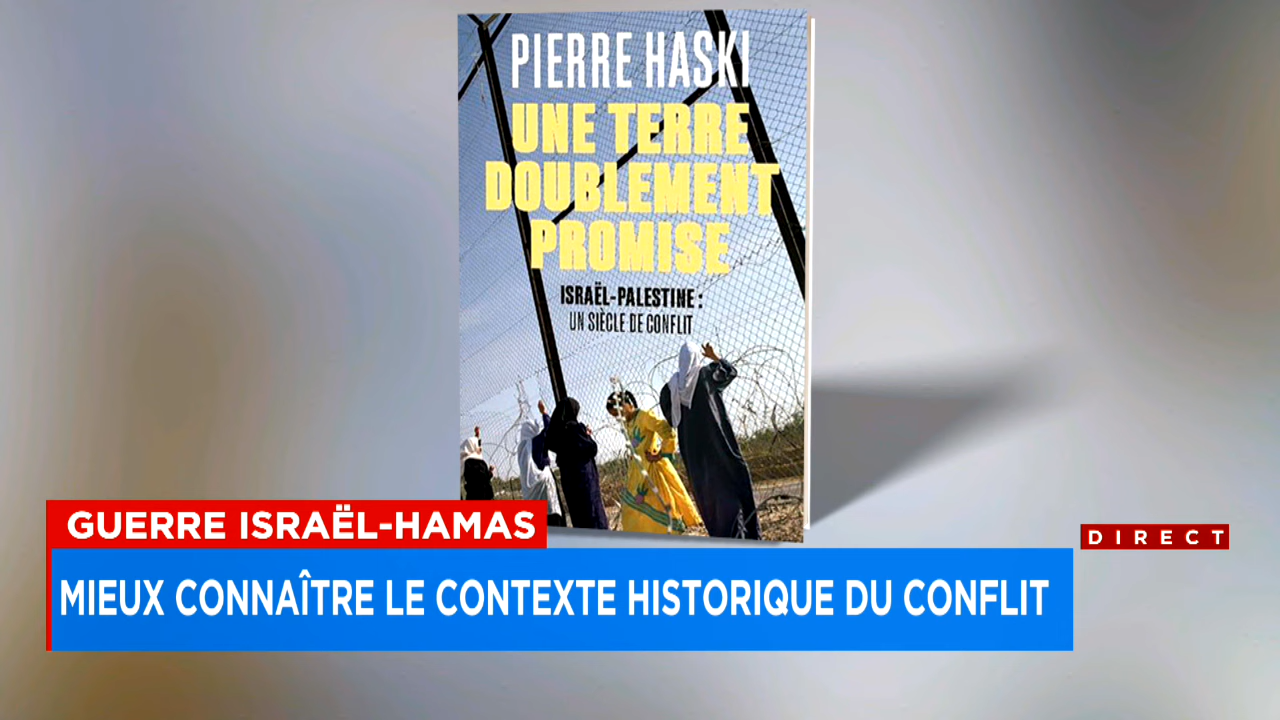 PIERRE HASKI
UNE TERRE
DOUBLEMENT
PROMISE
ISRAËL-PALESTINE :
UN SIÈCLE DE CONFLIT
GUERRE ISRAËL-HAMAS
DIRECT
MIEUX CONNAÎTRE LE CONTEXTE HISTORIQUE DU CONFLIT